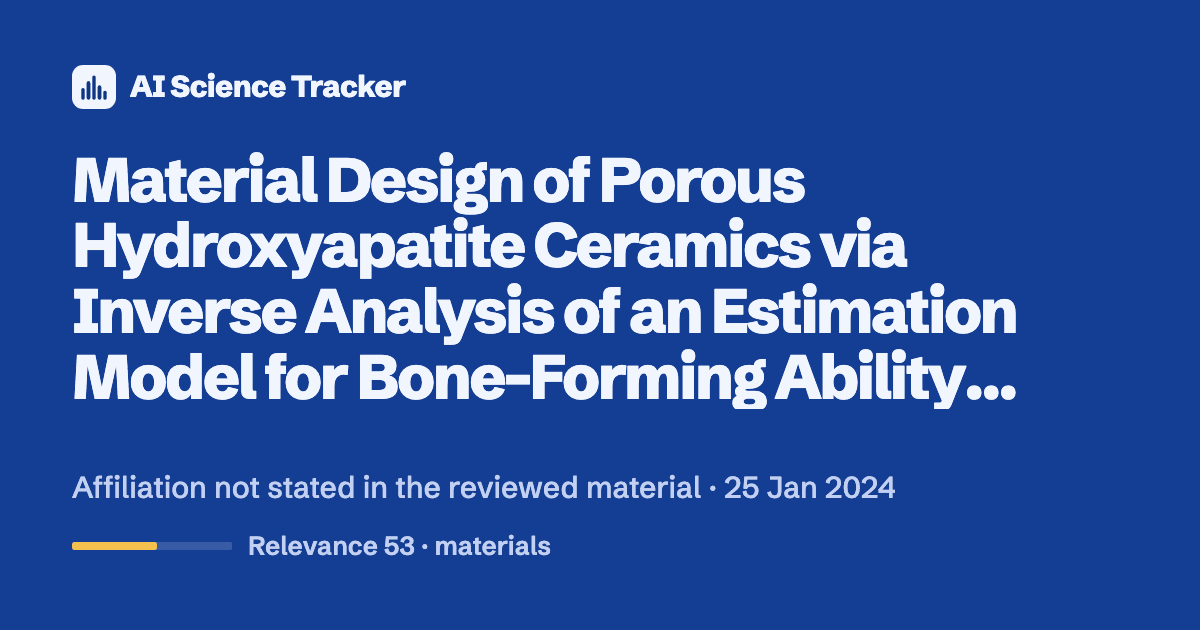 AI Science Tracker
Material Design of Porous
Hydroxyapatite Ceramics via
Inverse Analysis of an Estimation
Model for Bone-Forming Ability...
Affiliation not stated in the reviewed material · 25 Jan 2024
Relevance 53 · materials